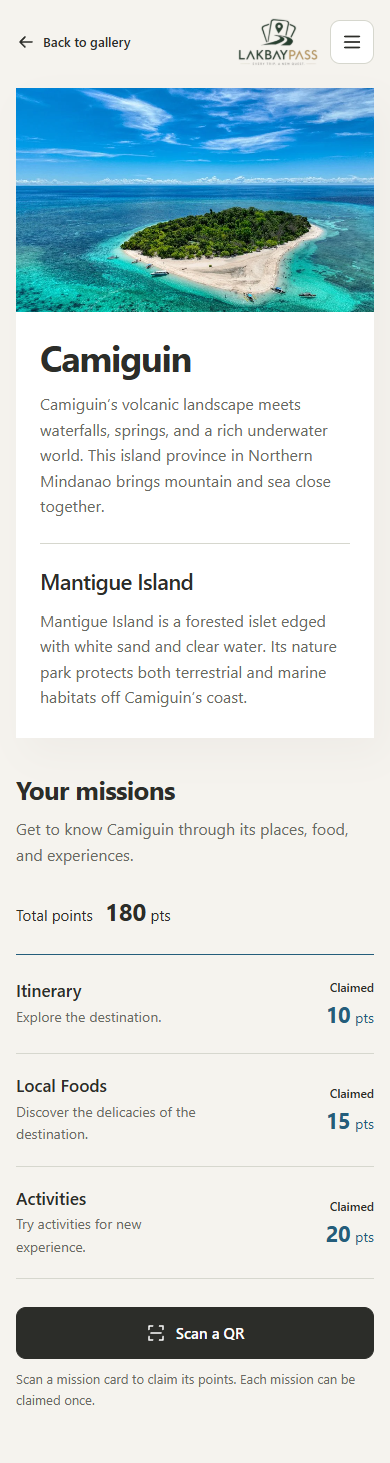 Back to gallery
LAKBAYPASS
Camiguin
Camiguin's volcanic landscape meets
waterfalls, springs, and a rich underwater
world. This island province in Northern
Mindanao brings mountain and sea close
together.
Mantigue Island
Mantigue Island is a forested islet edged
with white sand and clear water. Its nature
park protects both terrestrial and marine
habitats off Camiguin's coast.
Your missions
Get to know Camiguin through its places, food,
and experiences.
Total points 180 pts
Itinerary
Explore the destination.
Claimed
10 pts
Local Foods
Discover the delicacies of the
destination.
Claimed
15 pts
Activities
Try activities for new
experience.
Claimed
20 pts
Scan a QR
Scan a mission card to claim its points. Each mission can be
claimed once.